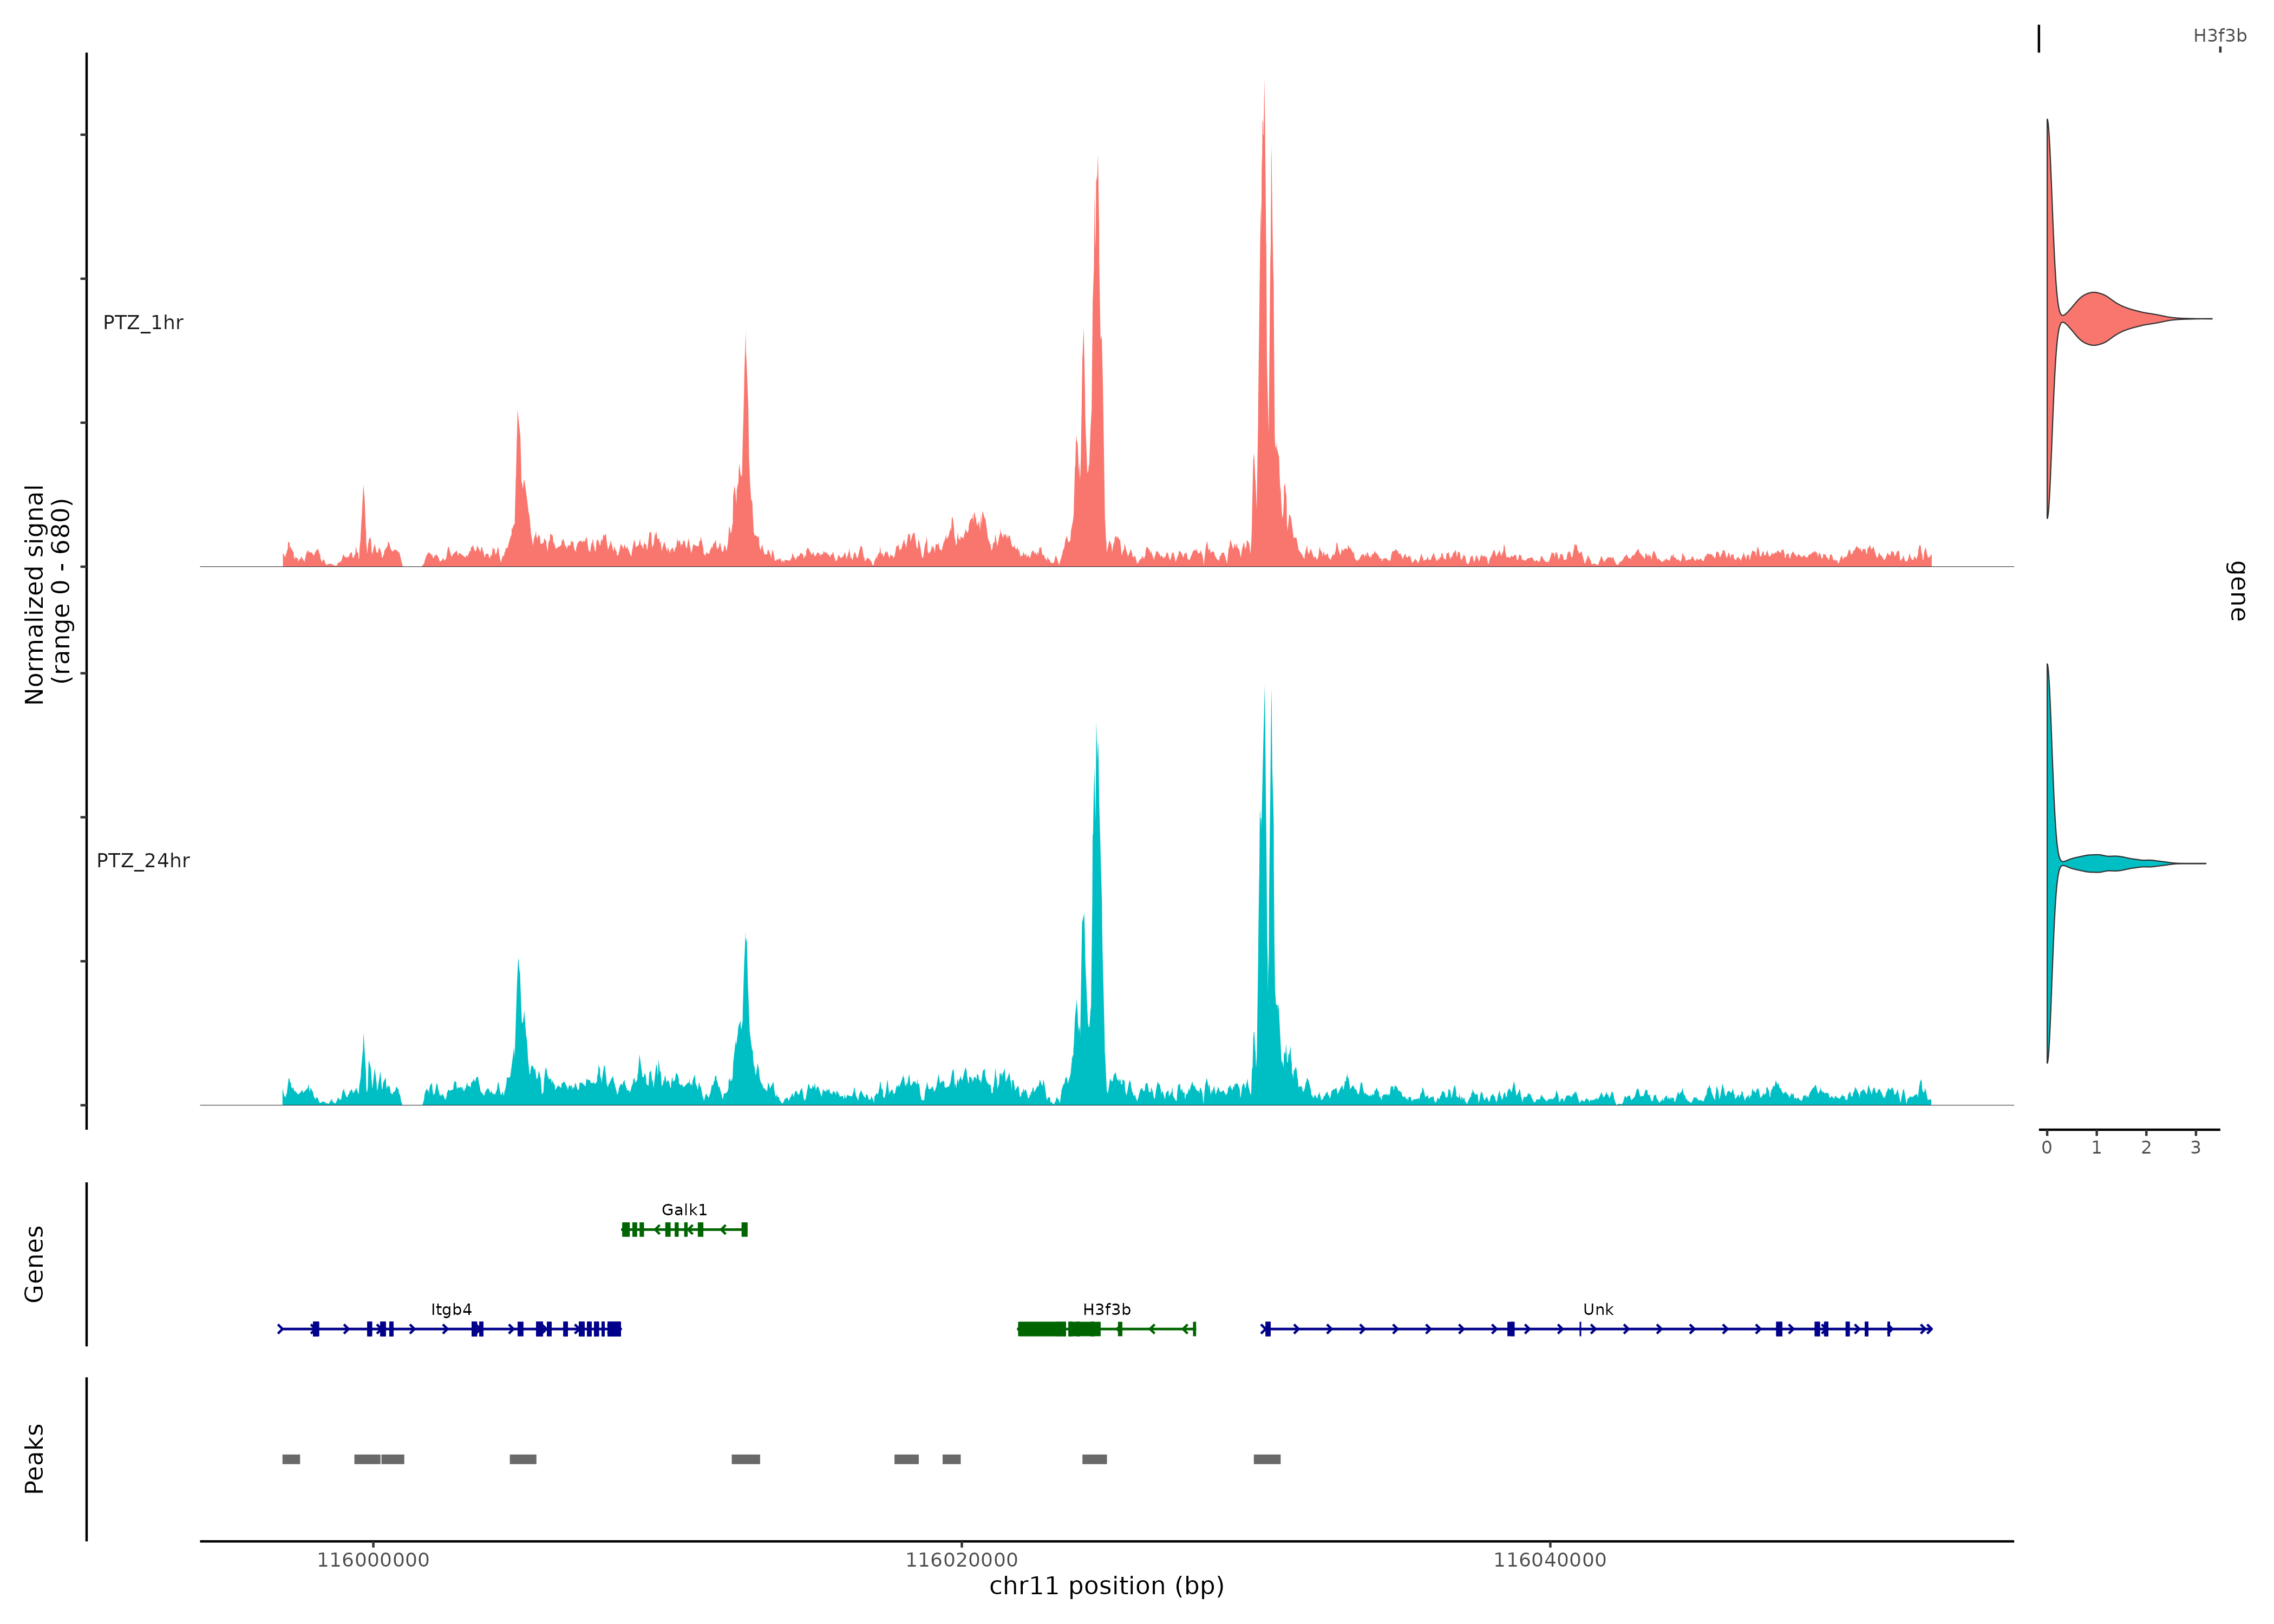 H3f3b
PTZ_1hr
Normalized signal
(range 0 - 680)
gene
PTZ_24hr
0 1 2 3
Genes
Galk1
Itgb4 H3f3b Unk
Peaks
116000000 116020000 116040000
chr11 position (bp)